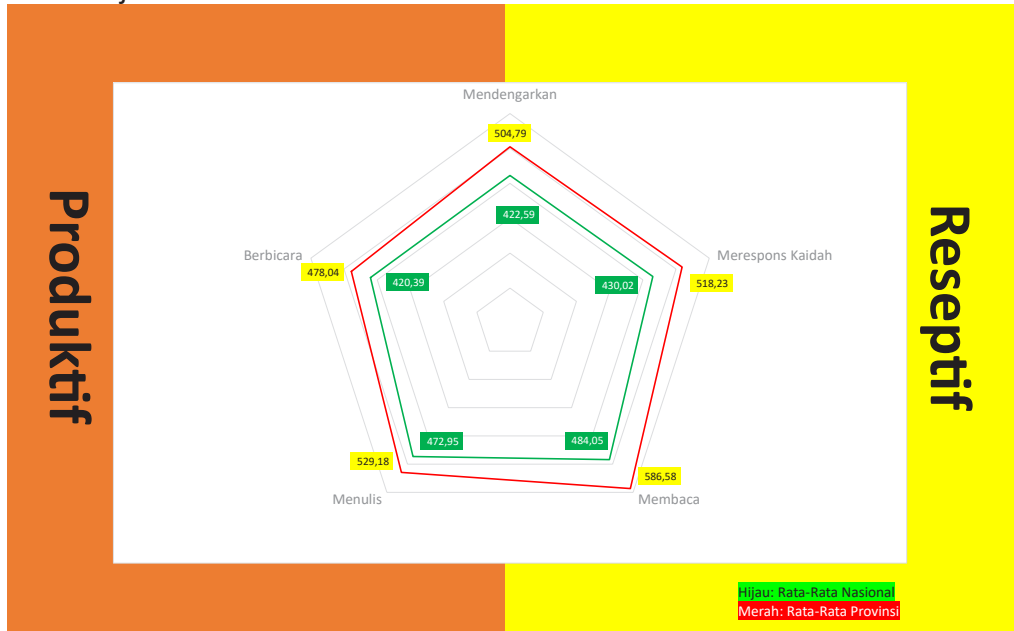 Produktif
Reseptif
Mendengarkan
504,79
422,59
Berbicara
478,04
420,39
Merespons Kaidah
430,02
518,23
472,95
484,05
529,18
586,58
Menulis
Membaca
Hijau: Rata-Rata Nasional
Merah: Rata-Rata Provinsi